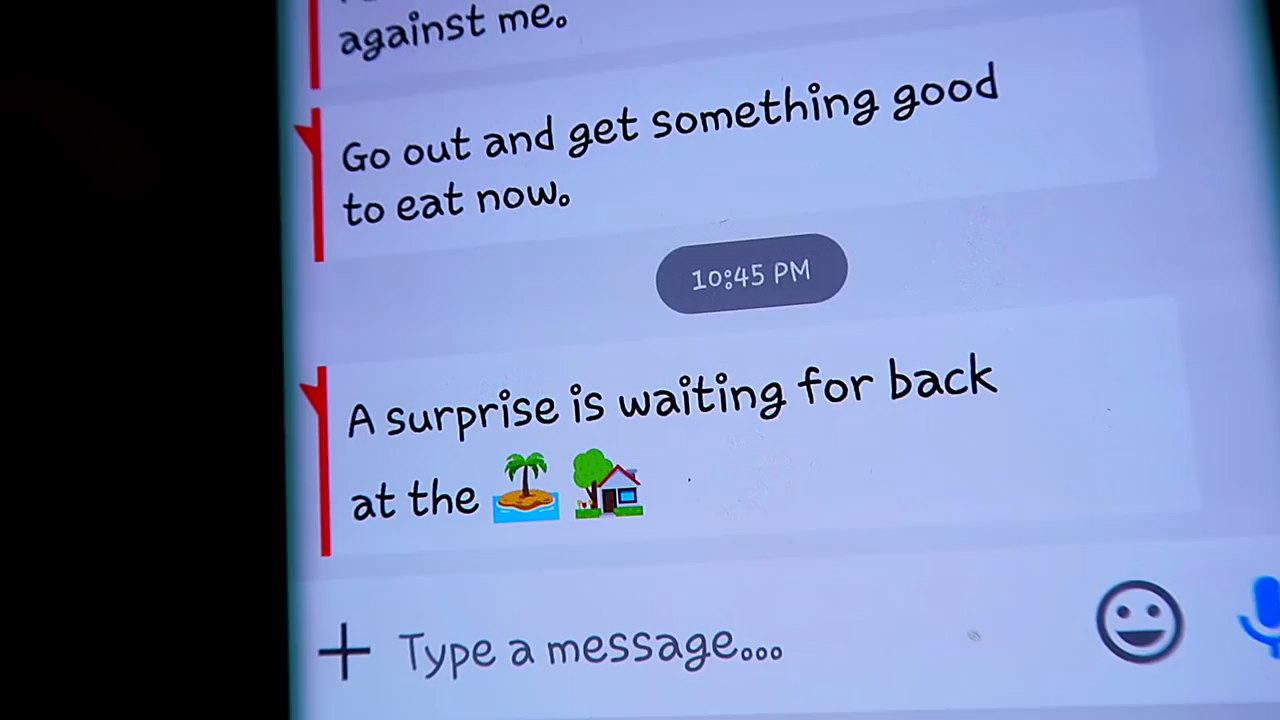 against me.
Go out and get something good
to eat now.
10:45 PM
A surprise is waiting for back
at the 🏝️ 🏡
Type a message...